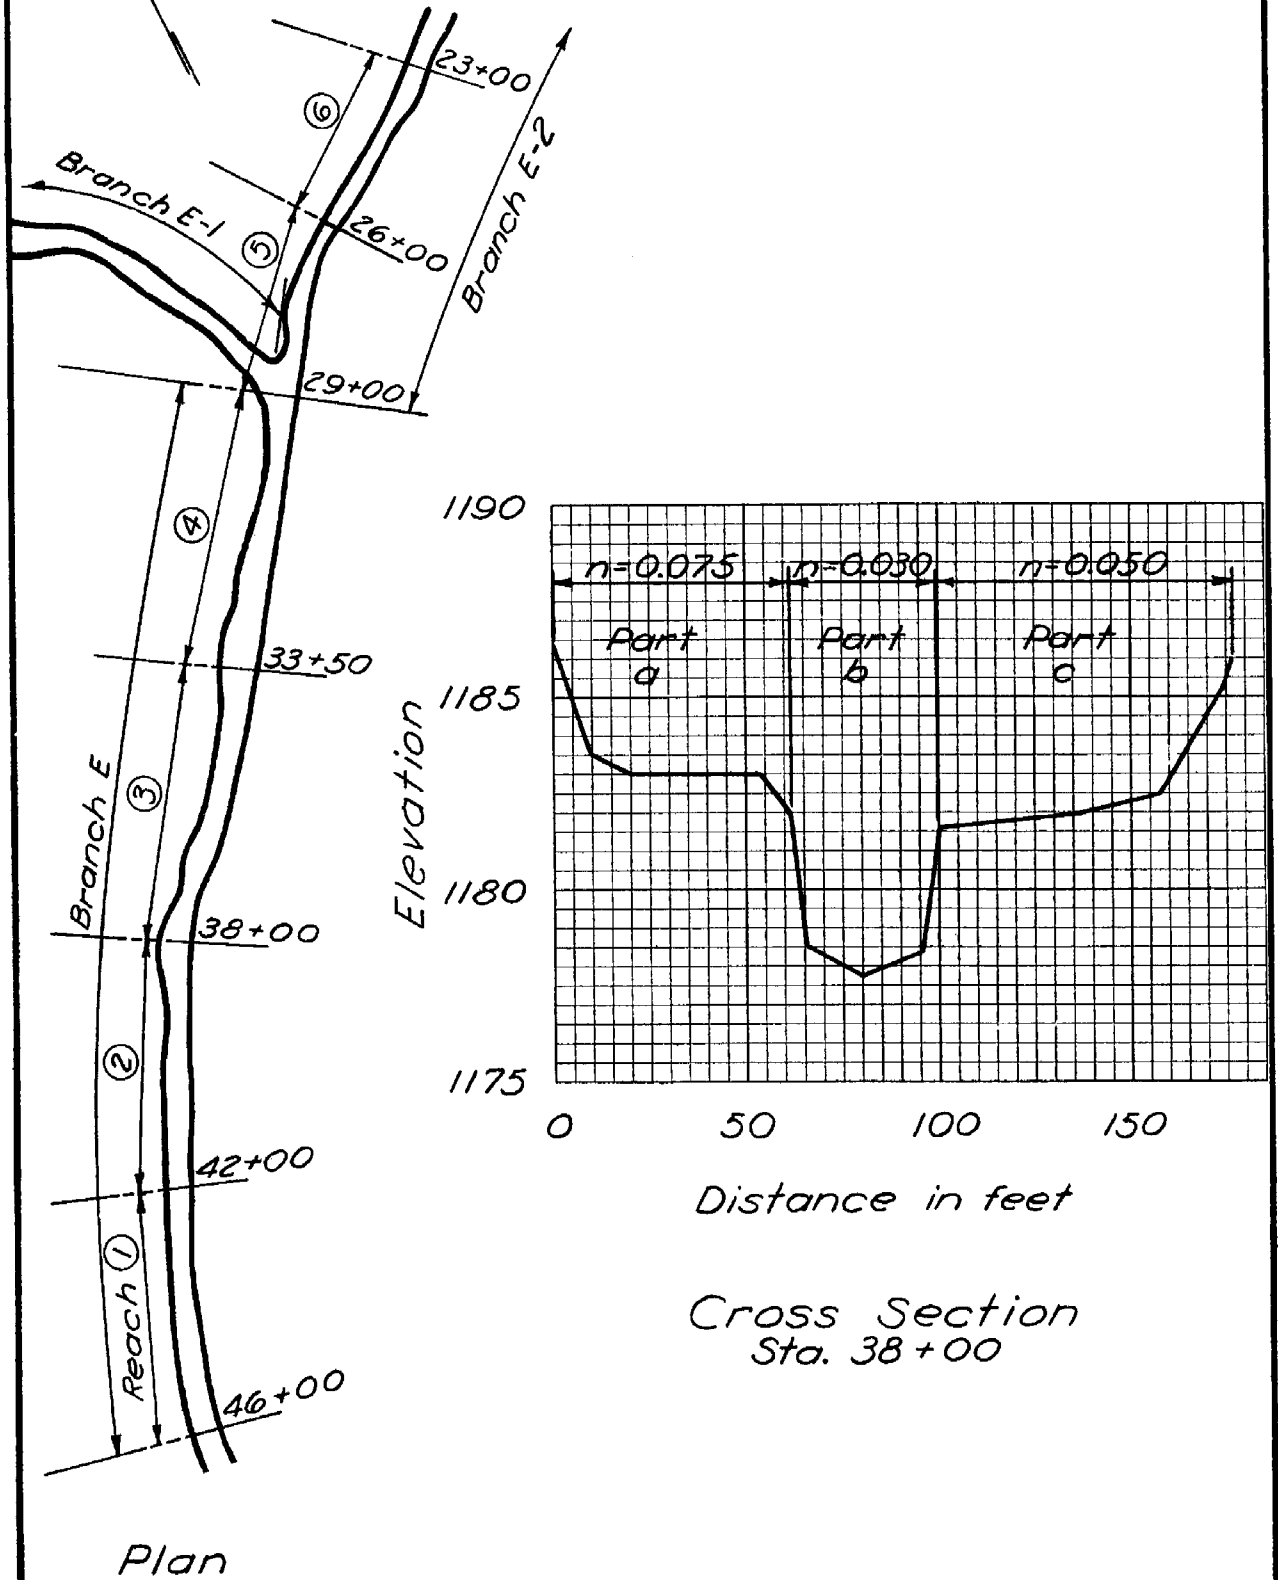 23+00
⑥
Branch E-2
Branch E-1
⑤
26+00
29+00
④
33+50
③
Branch E
38+00
②
42+00
Reach ①
46+00
Plan
1190
1185
1180
1175
Elevation
n=0.075
n=0.030
n=0.050
Part
a
Part
b
Part
c
0
50
100
150
Distance in feet
Cross Section
Sta. 38+00